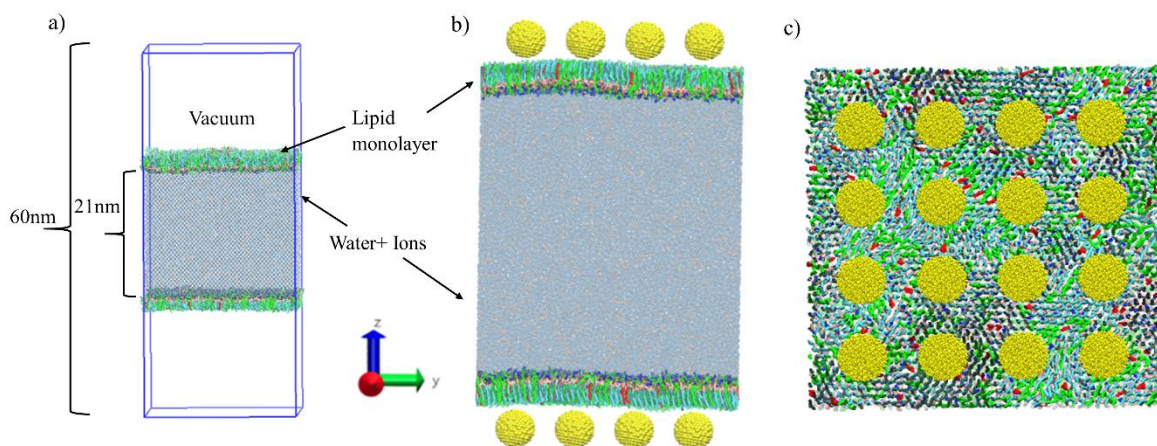 a)
b)
c)
Vacuum
Lipid
monolayer
60nm
21nm
Water+ Ions
z
y